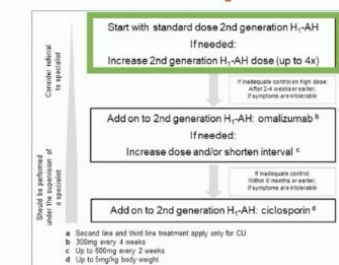 Start with standard dose 2nd generation H₁-AH
If needed:
Increase 2nd generation H₁-AH dose (up to 4x)
Consider referral
to specialist
If inadequate control on high dose:
After 2-4 weeks or earlier,
if symptoms are intolerable
Add on to 2nd generation H₁-AH: omalizumab ᵇ
If needed:
Increase dose and/or shorten interval ᶜ
Should be performed
under the supervision of
a specialist
If inadequate control:
Within 6 months or earlier,
if symptoms are intolerable
Add on to 2nd generation H₁-AH: ciclosporin ᵈ
a Second line and third line treatment apply only for CU
b 300mg every 4 weeks
c Up to 600mg every 2 weeks
d Up to 5mg/kg body weight